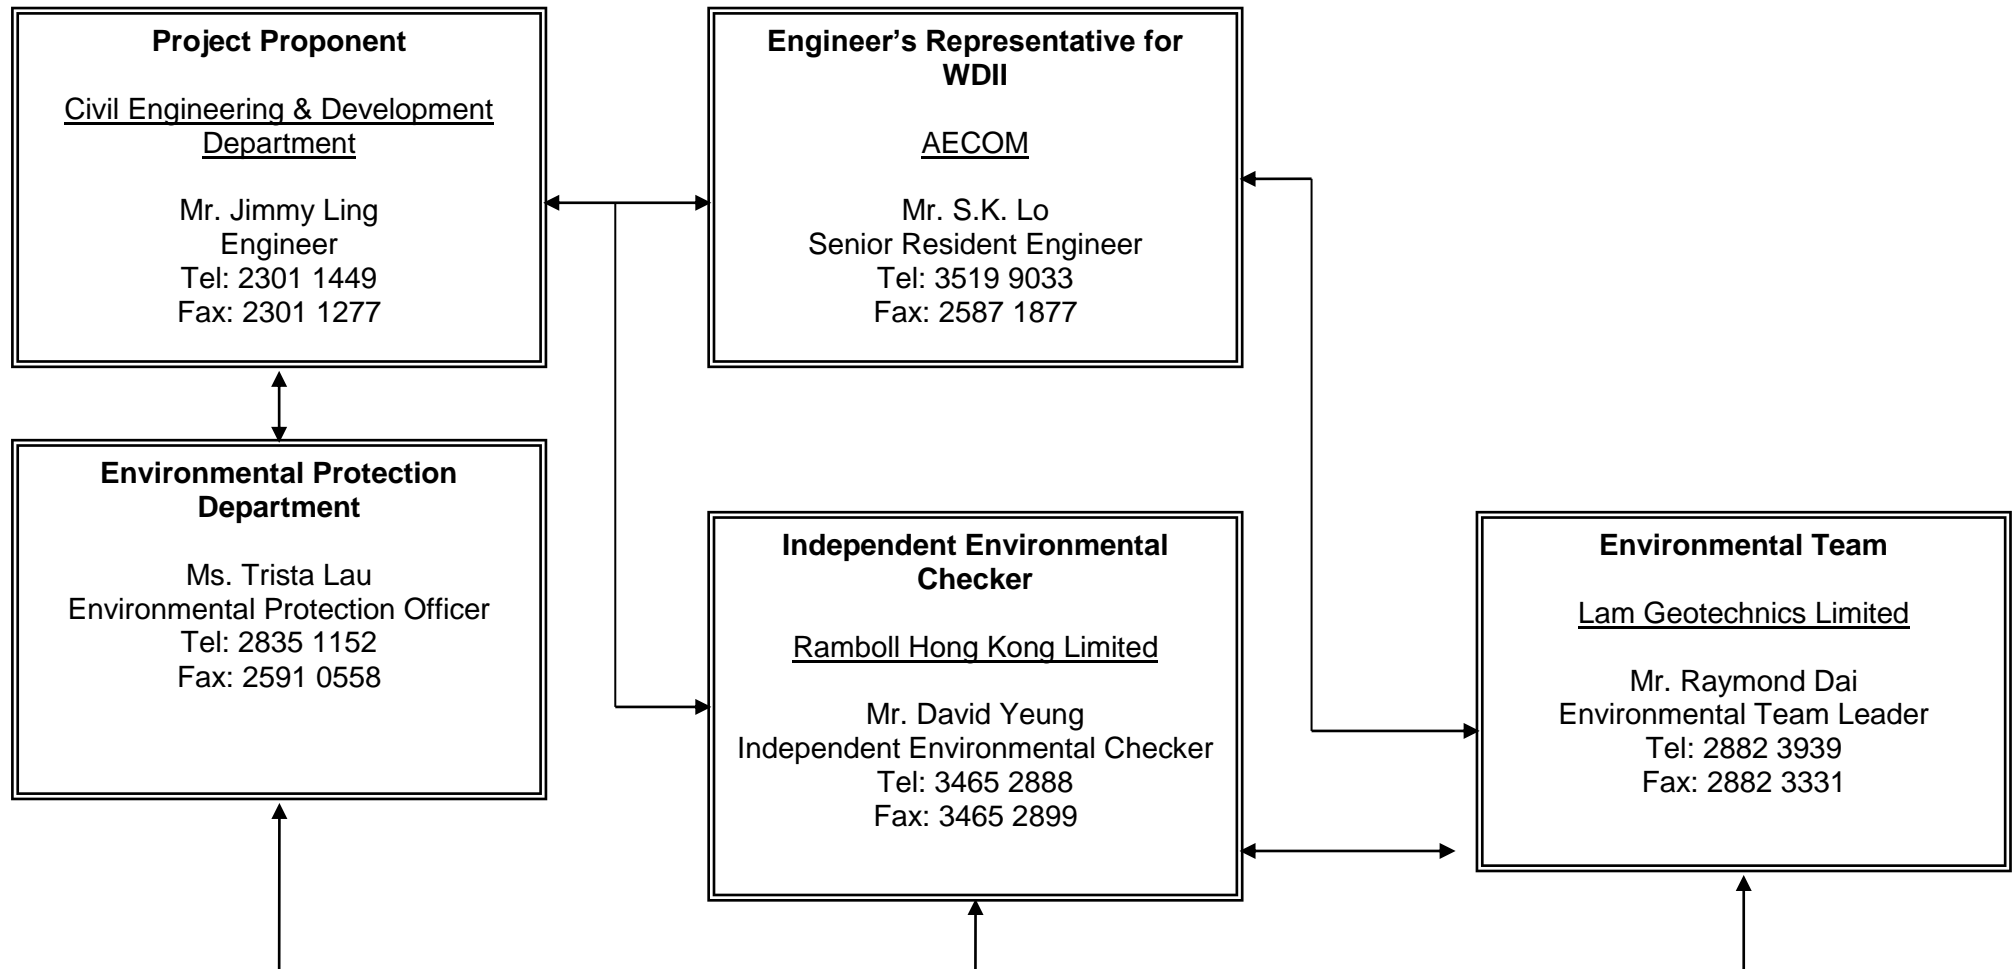 Project Proponent
Civil Engineering & Development
Department
Mr. Jimmy Ling
Engineer
Tel: 2301 1449
Fax: 2301 1277
Engineer’s Representative for
WDII
AECOM
Mr. S.K. Lo
Senior Resident Engineer
Tel: 3519 9033
Fax: 2587 1877
Environmental Protection
Department
Ms. Trista Lau
Environmental Protection Officer
Tel: 2835 1152
Fax: 2591 0558
Independent Environmental
Checker
Ramboll Hong Kong Limited
Mr. David Yeung
Independent Environmental Checker
Tel: 3465 2888
Fax: 3465 2899
Environmental Team
Lam Geotechnics Limited
Mr. Raymond Dai
Environmental Team Leader
Tel: 2882 3939
Fax: 2882 3331